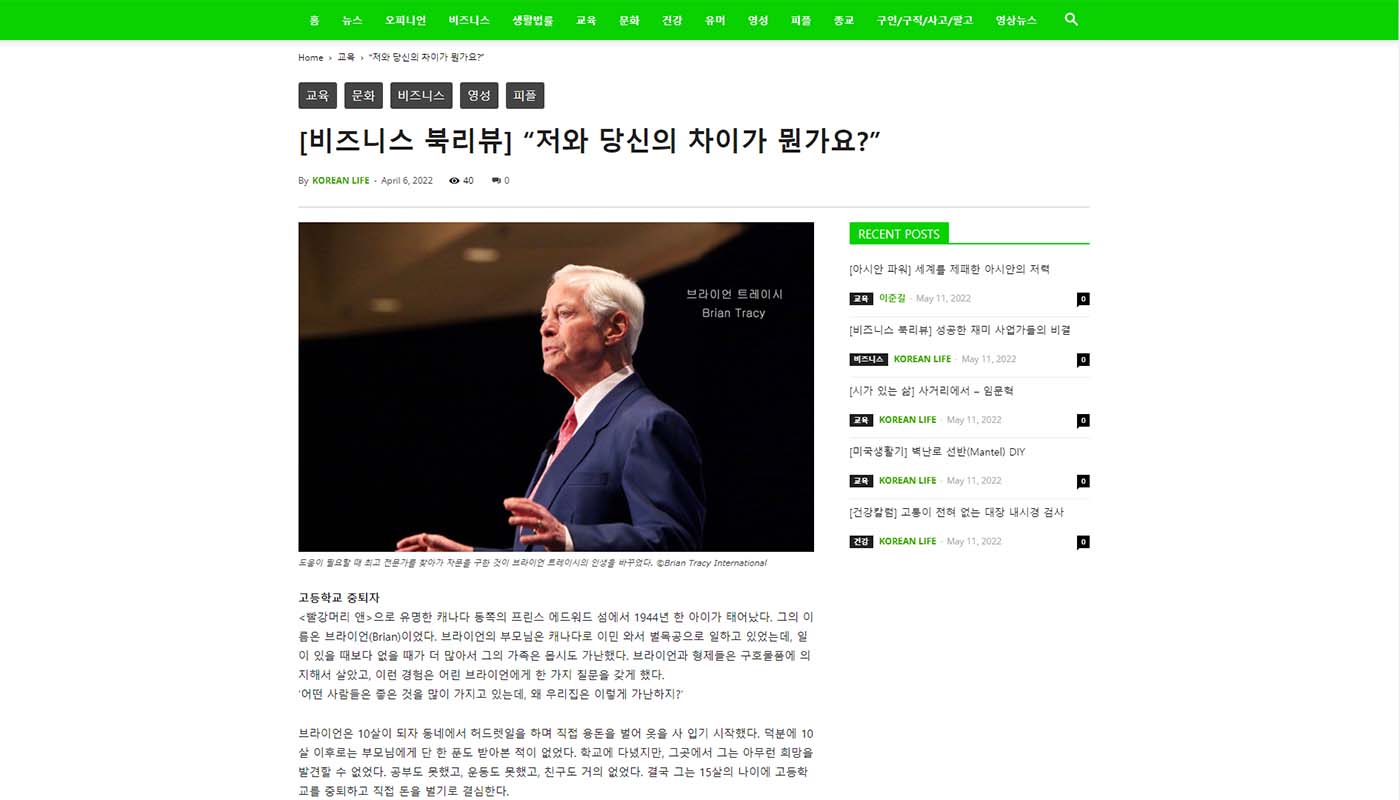 홈 뉴스 오피니언 비즈니스 생활법률 교육 문화 건강 유머 영성 피플 종교 구인/구직/사고/팔고 영상뉴스
Home › 교육 › “저와 당신의 차이가 뭔가요?”
교육 문화 비즈니스 영성 피플
[비즈니스 북리뷰] “저와 당신의 차이가 뭔가요?”
By KOREAN LIFE - April 6, 2022 40 0
브라이언 트레이시
Brian Tracy
도움이 필요할 때 최고 전문가를 찾아가 자문을 구한 것이 브라이언 트레이시의 인생을 바꾸었다. ©Brian Tracy International
고등학교 중퇴자
<빨강머리 앤>으로 유명한 캐나다 동쪽의 프린스 에드워드 섬에서 1944년 한 아이가 태어났다. 그의 이
름은 브라이언(Brian)이었다. 브라이언의 부모님은 캐나다로 이민 와서 벌목공으로 일하고 있었는데, 일
이 있을 때보다 없을 때가 더 많아서 그의 가족은 몹시도 가난했다. 브라이언과 형제들은 구호물품에 의
지해서 살았고, 이런 경험은 어린 브라이언에게 한 가지 질문을 갖게 했다.
‘어떤 사람들은 좋은 것을 많이 가지고 있는데, 왜 우리집은 이렇게 가난하지?’
브라이언은 10살이 되자 동네에서 허드렛일을 하며 직접 용돈을 벌어 옷을 사 입기 시작했다. 덕분에 10
살 이후로는 부모님에게 단 한 푼도 받아본 적이 없었다. 학교에 다녔지만, 그곳에서 그는 아무런 희망을
발견할 수 없었다. 공부도 못했고, 운동도 못했고, 친구도 거의 없었다. 결국 그는 15살의 나이에 고등학
교를 중퇴하고 직접 돈을 벌기로 결심한다.
RECENT POSTS
[아시안 파워] 세계를 제패한 아시안의 저력
교육 이준길 - May 11, 2022 0
[비즈니스 북리뷰] 성공한 재미 사업가들의 비결
비즈니스 KOREAN LIFE - May 11, 2022 0
[시가 있는 삶] 사거리에서 – 임문혁
교육 KOREAN LIFE - May 11, 2022 0
[미국생활기] 벽난로 선반(Mantel) DIY
교육 KOREAN LIFE - May 11, 2022 0
[건강칼럼] 고통이 전혀 없는 대장 내시경 검사
건강 KOREAN LIFE - May 11, 2022 0